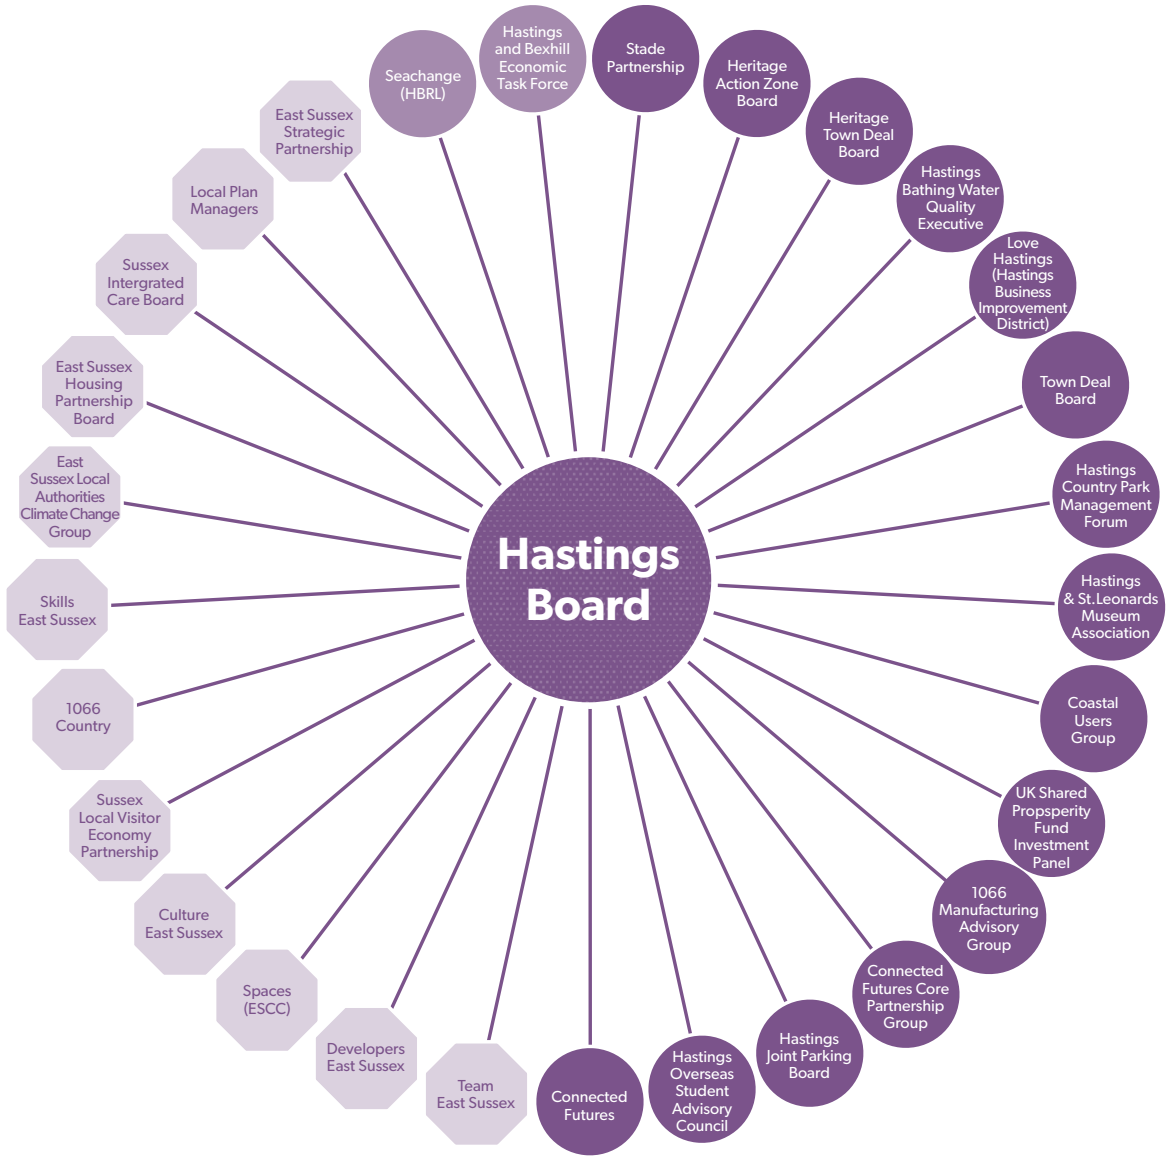 Hastings
Board
Hastings
and Bexhill
Economic
Task Force
Stade
Partnership
Heritage
Action Zone
Board
Heritage
Town Deal
Board
Hastings
Bathing Water
Quality
Executive
Love
Hastings
(Hastings
Business
Improvement
District)
Town Deal
Board
Hastings
Country Park
Management
Forum
Hastings
& St.Leonards
Museum
Association
Coastal
Users
Group
UK Shared
Propsperity
Fund
Investment
Panel
1066
Manufacturing
Advisory
Group
Connected
Futures Core
Partnership
Group
Hastings
Joint Parking
Board
Hastings
Overseas
Student
Advisory
Council
Connected
Futures
Team
East Sussex
Developers
East Sussex
Spaces
(ESCC)
Culture
East Sussex
Sussex
Local Visitor
Economy
Partnership
1066
Country
Skills
East Sussex
East
Sussex Local
Authorities
Climate Change
Group
East Sussex
Housing
Partnership
Board
Sussex
Intergrated
Care Board
Local Plan
Managers
East Sussex
Strategic
Partnership
Seachange
(HBRL)